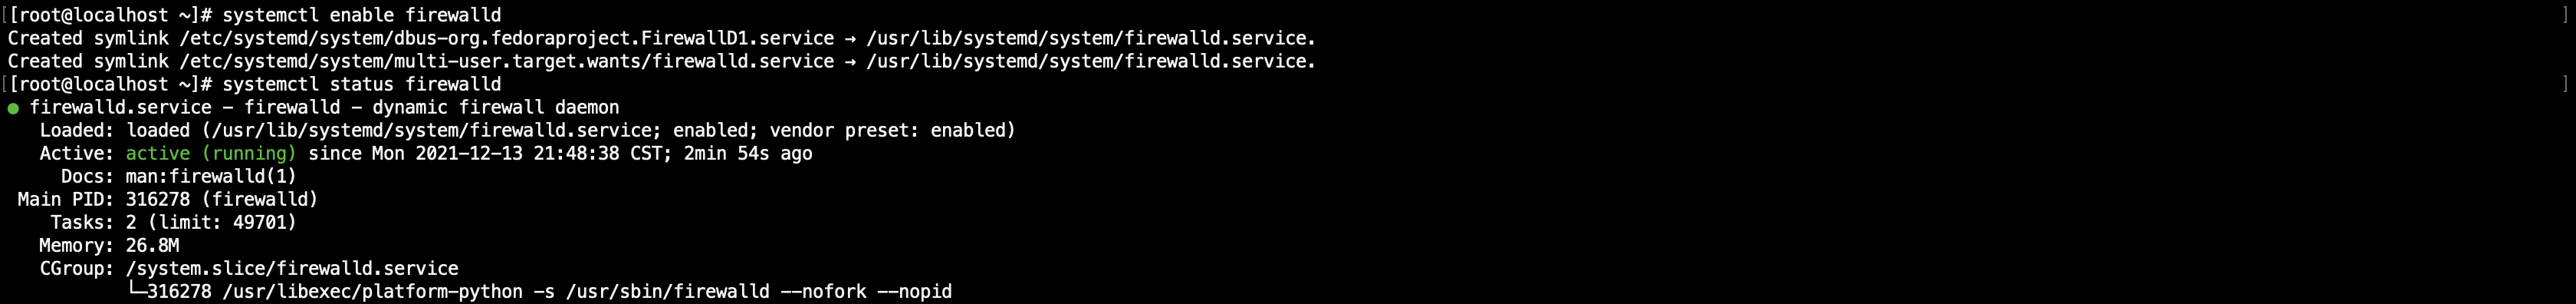 [[root@localhost ~]# systemctl enable firewalld ]
Created symlink /etc/systemd/system/dbus-org.fedoraproject.FirewallD1.service → /usr/lib/systemd/system/firewalld.service.
Created symlink /etc/systemd/system/multi-user.target.wants/firewalld.service → /usr/lib/systemd/system/firewalld.service.
[[root@localhost ~]# systemctl status firewalld ]
● firewalld.service - firewalld - dynamic firewall daemon
Loaded: loaded (/usr/lib/systemd/system/firewalld.service; enabled; vendor preset: enabled)
Active: active (running) since Mon 2021-12-13 21:48:38 CST; 2min 54s ago
Docs: man:firewalld(1)
Main PID: 316278 (firewalld)
Tasks: 2 (limit: 49701)
Memory: 26.8M
CGroup: /system.slice/firewalld.service
└─316278 /usr/libexec/platform-python -s /usr/sbin/firewalld --nofork --nopid